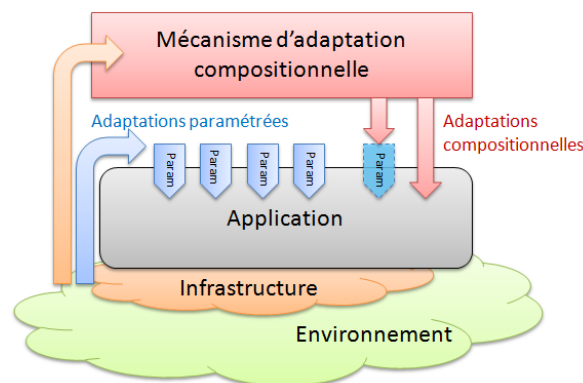 Mécanisme d'adaptation
compositionnelle
Adaptations paramétrées
Adaptations
compositionnelles
Param
Param
Param
Param
Param
Application
Infrastructure
Environnement